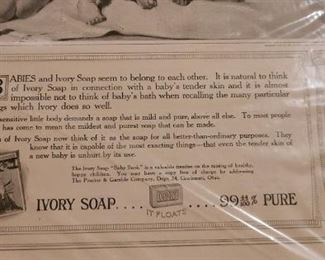 BABIES and Ivory Soap seem to belong to each other. It is natural to think
of Ivory Soap in connection with a baby's tender skin and it is almost
impossible not to think of baby's bath when recalling the many particular
gs which Ivory does so well.
sensitive little body demands a soap that is mild and pure, above all else. To most people
has come to mean the mildest and purest soap that can be made.
n of Ivory Soap now think of it as the soap for all better-than-ordinary purposes. They
know that it is capable of the most exacting things—that even the tender skin of
a new baby is unhurt by its use.
The Ivory Soap "Baby Book" is a valuable treatise on the raising of healthy,
happy children. You may have a copy free of charge by addressing
The Procter & Gamble Company, Dept. 24, Cincinnati, Ohio.
IVORY SOAP.... ....99 44/100 % PURE
IT FLOATS